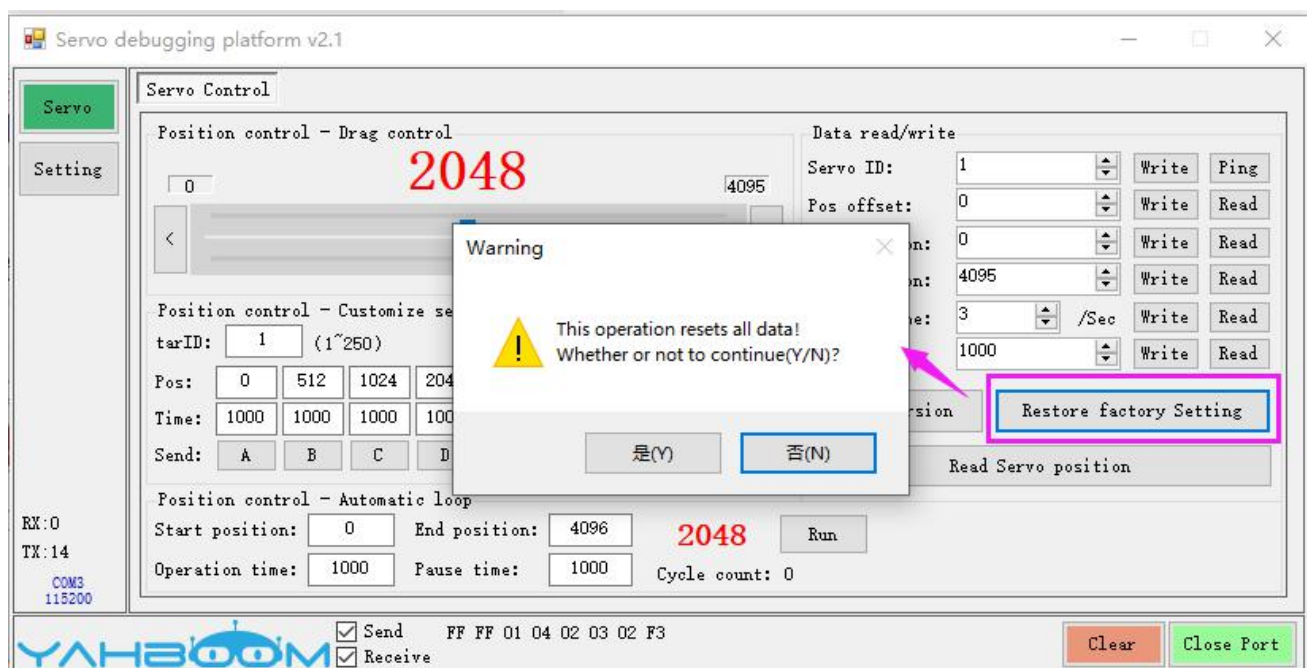 Servo debugging platform v2.1
Servo
Setting
Servo Control
Position control - Drag control
2048
0
4095
<
Data read/write
Servo ID: 1 Write Ping
Pos offset: 0 Write Read
0 Write Read
4095 Write Read
3 /Sec Write Read
1000 Write Read
Restore factory Setting
Read Servo position
Warning
This operation resets all data!
Whether or not to continue(Y/N)?
是(Y) 否(N)
Position control - Customize
tarID: 1 (1~250)
Pos: 0 512 1024
Time: 1000 1000 1000
Send: A B C D
Position control - Automatic loop
Start position: 0 End position: 4096 2048 Run
Operation time: 1000 Pause time: 1000 Cycle count: 0
RX:0
TX:14
COM3
115200
YAHBOOM
Send FF FF 01 04 02 03 02 F3
Receive
Clear Close Port